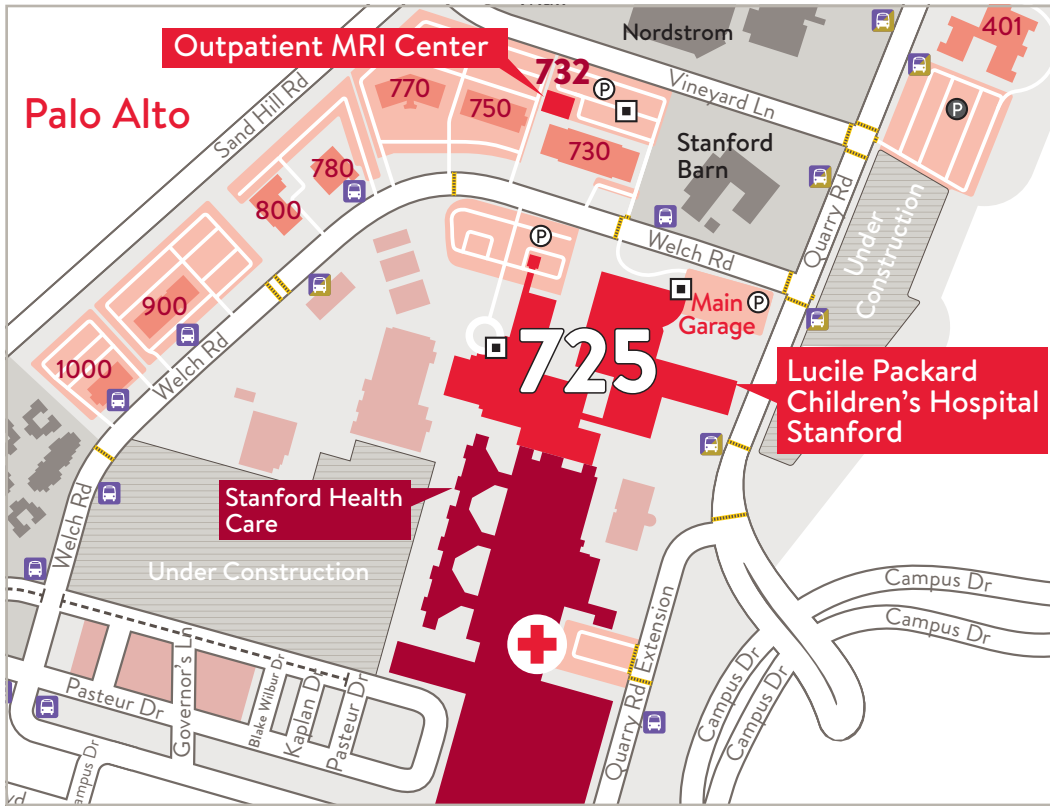 Nordstrom
401
Outpatient MRI Center
732
P
770
750
Vineyard Ln
P
Palo Alto
Sand Hill Rd
730
Stanford
Barn
780
800
Quarry Rd
Under
Construction
P
Welch Rd
900
Main
Garage
P
725
1000
Welch Rd
Lucile Packard
Children's Hospital
Stanford
Stanford Health
Care
Welch Rd
Under Construction
Campus Dr
Campus Dr
Quarry Rd Extension
Governor's Ln
Pasteur Dr
Blake Wilbur Dr
Kaplan Dr
Pasteur Dr
Campus Dr
Campus Dr
Campus Dr